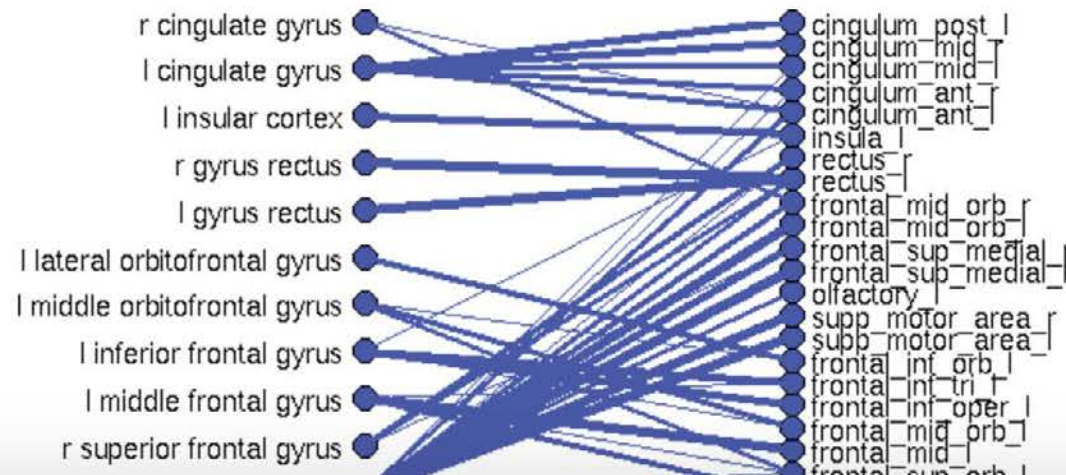 r cingulate gyrus
l cingulate gyrus
l insular cortex
r gyrus rectus
l gyrus rectus
l lateral orbitofrontal gyrus
l middle orbitofrontal gyrus
l inferior frontal gyrus
l middle frontal gyrus
r superior frontal gyrus
cingulum_post_l
cingulum_mid_r
cingulum_mid_l
cingulum_ant_r
cingulum_ant_l
insula_l
rectus_r
rectus_l
frontal_mid_orb_r
frontal_mid_orb_l
frontal_sup_medial_r
frontal_sup_medial_l
olfactory_l
supp_motor_area_r
supp_motor_area_l
frontal_inf_orb_l
frontal_inf_tri_l
frontal_inf_oper_l
frontal_mid_orb_l
frontal_mid_l
frontal_sup_orb_l